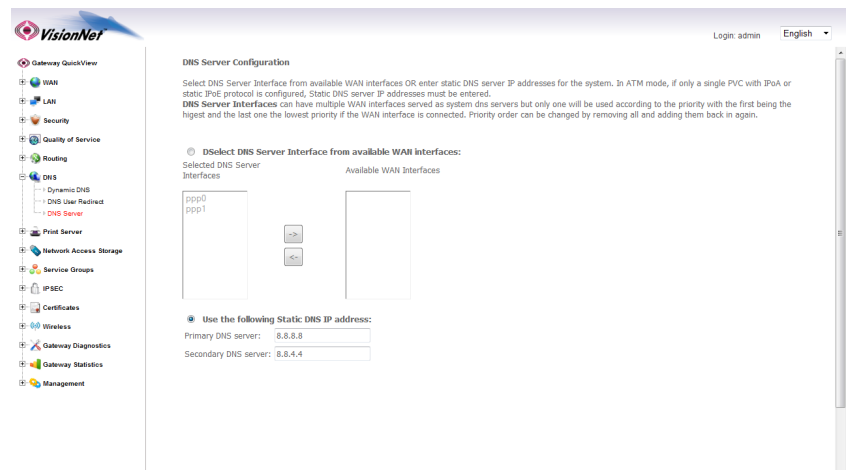 VisionNet
Login: admin
English
Gateway QuickView
WAN
LAN
Security
Quality of Service
Routing
DNS
Dynamic DNS
DNS User Redirect
DNS Server
Print Server
Network Access Storage
Service Groups
IPSEC
Certificates
Wireless
Gateway Diagnostics
Gateway Statistics
Management
DNS Server Configuration
Select DNS Server Interface from available WAN interfaces OR enter static DNS server IP addresses for the system. In ATM mode, if only a single PVC with IPoA or
static IPoE protocol is configured, Static DNS server IP addresses must be entered.
DNS Server Interfaces can have multiple WAN interfaces served as system dns servers but only one will be used according to the priority with the first being the
higest and the last one the lowest priority if the WAN interface is connected. Priority order can be changed by removing all and adding them back in again.
DSelect DNS Server Interface from available WAN interfaces:
Selected DNS Server
Interfaces
Available WAN Interfaces
ppp0
ppp1
->
<-
Use the following Static DNS IP address:
Primary DNS server: 8.8.8.8
Secondary DNS server: 8.8.4.4